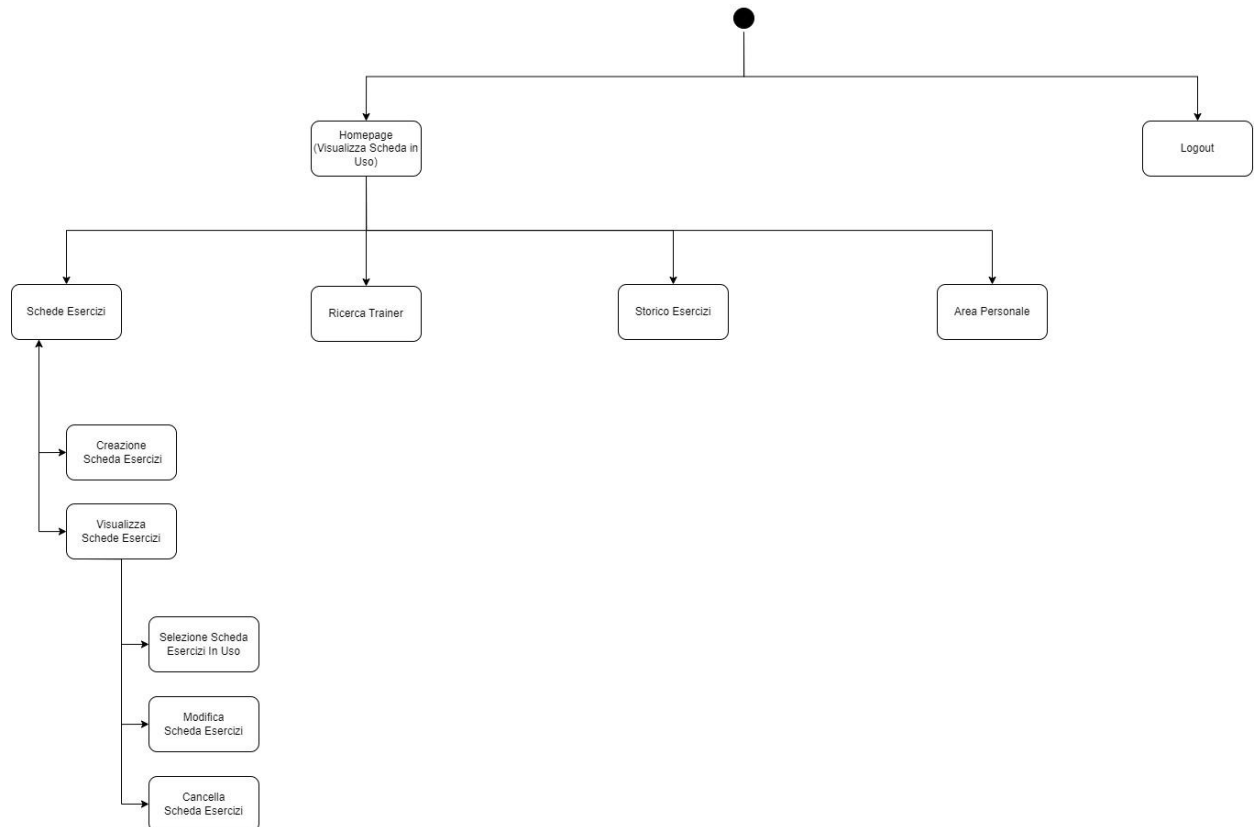 Homepage
(Visualizza Scheda in
Uso)
Logout
Schede Esercizi
Ricerca Trainer
Storico Esercizi
Area Personale
Creazione
Scheda Esercizi
Visualizza
Schede Esercizi
Selezione Scheda
Esercizi In Uso
Modifica
Scheda Esercizi
Cancella
Scheda Esercizi